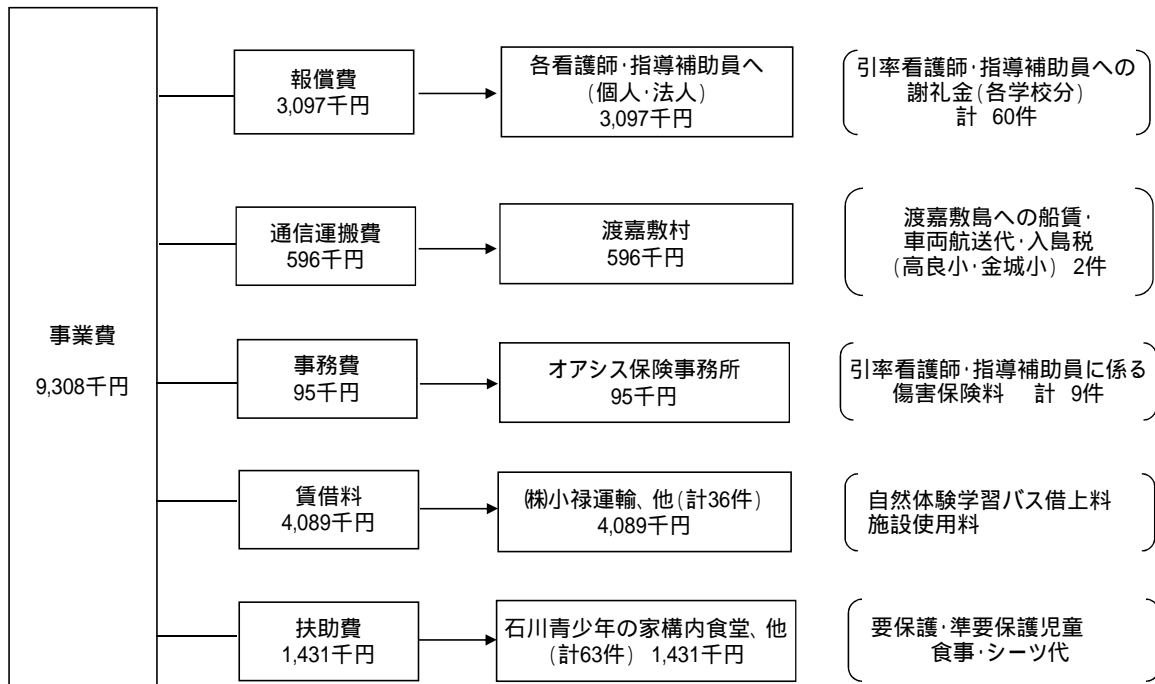 事業費
9,308千円
報償費
3,097千円
各看護師・指導補助員へ
(個人・法人)
3,097千円
引率看護師・指導補助員への
謝礼金(各学校分)
計 60件
通信運搬費
596千円
渡嘉敷村
596千円
渡嘉敷島への船賃・
車両航送代・入島税
(高良小・金城小) 2件
事務費
95千円
オアシス保険事務所
95千円
引率看護師・指導補助員に係る
傷害保険料 計 9件
賃借料
4,089千円
㈱小禄運輸、他(計36件)
4,089千円
自然体験学習バス借上料
施設使用料
扶助費
1,431千円
石川青少年の家構内食堂、他
(計63件) 1,431千円
要保護・準要保護児童
食事・シーツ代